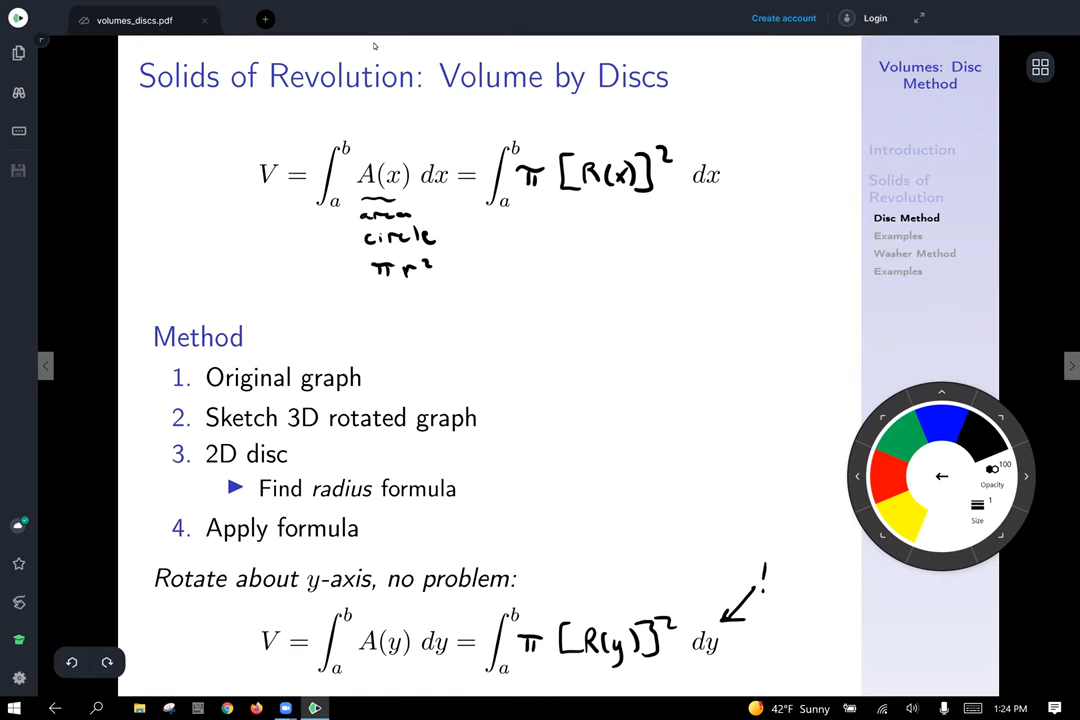 volumes_discs.pdf
Create account
Login
Solids of Revolution: Volume by Discs
V = ∫_a^b A(x) dx = ∫_a^b π [R(x)]² dx
area
circle
π r²
Method
1. Original graph
2. Sketch 3D rotated graph
3. 2D disc
Find radius formula
4. Apply formula
Rotate about y-axis, no problem:
!
V = ∫_a^b A(y) dy = ∫_a^b π [R(y)]² dy
Volumes: Disc
Method
Introduction
Solids of
Revolution
Disc Method
Examples
Washer Method
Examples
100
Opacity
1
Size
42°F Sunny
1:24 PM